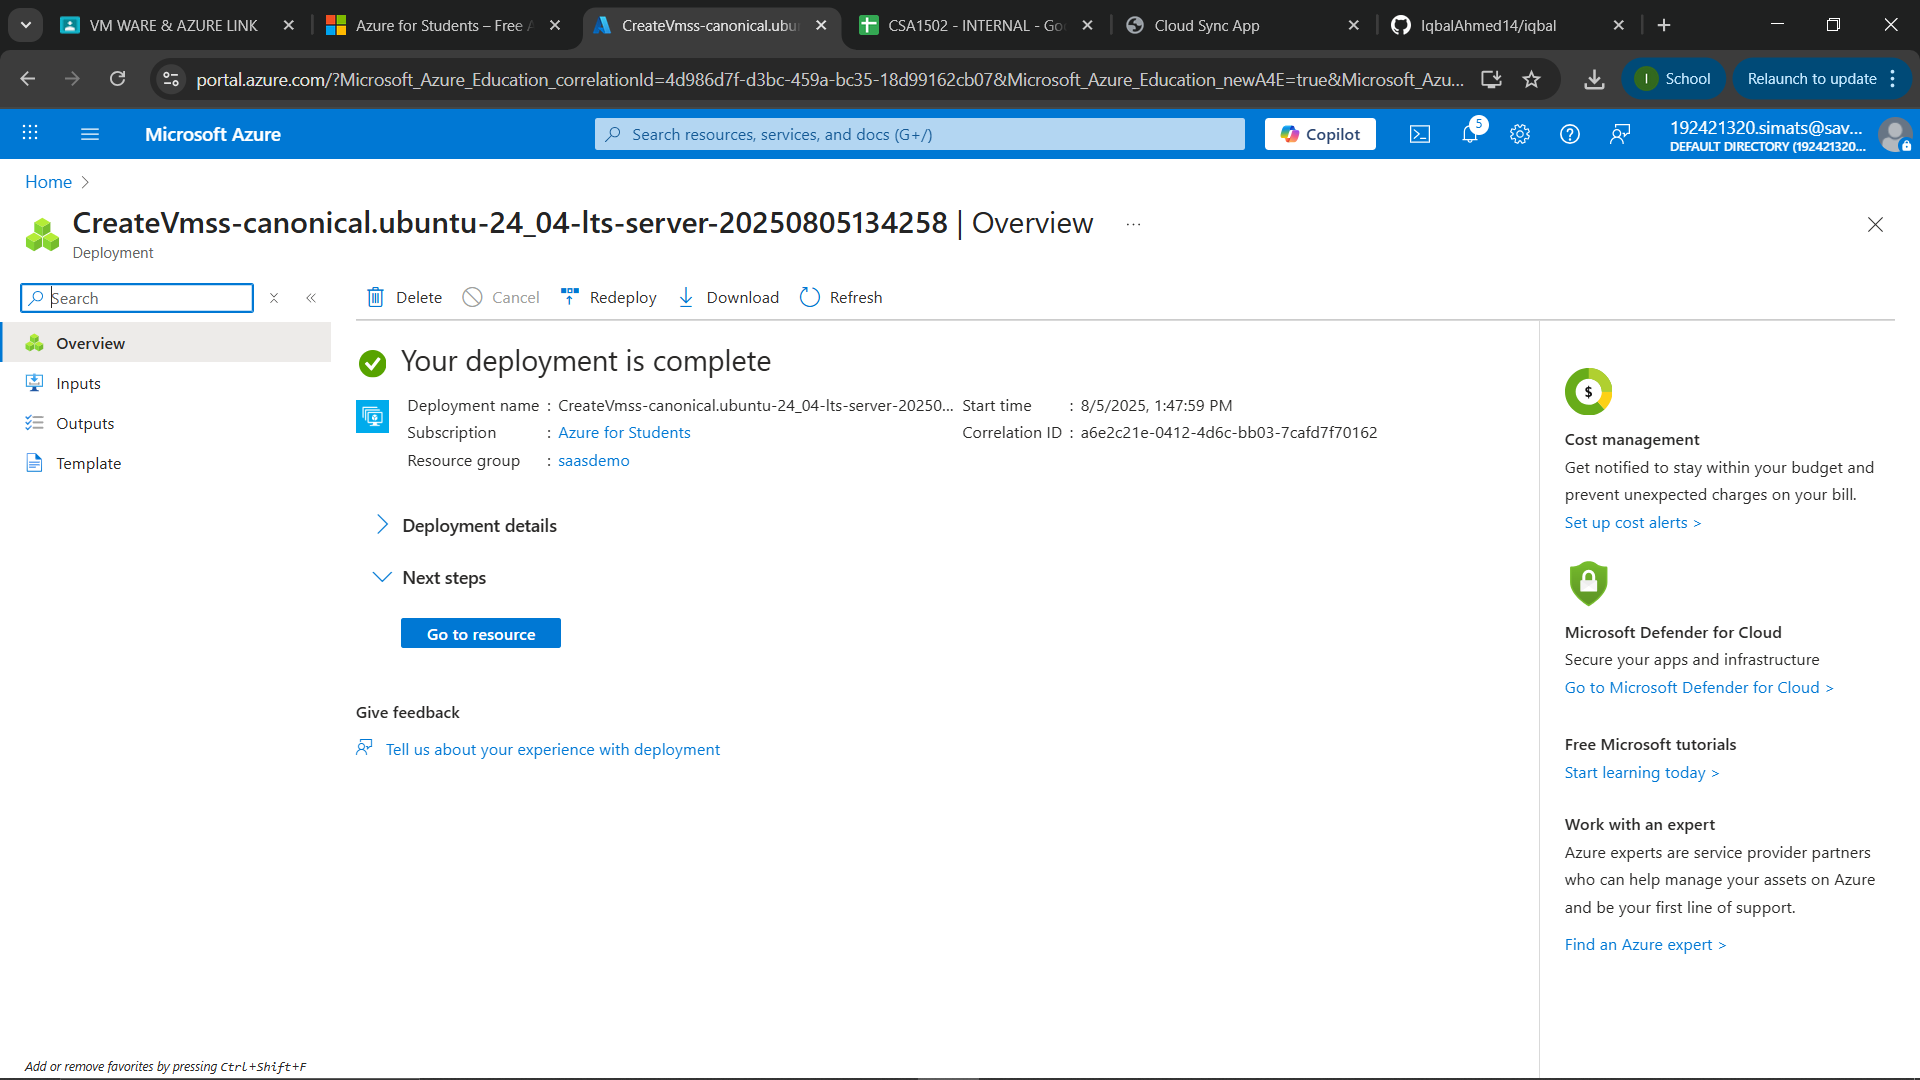 VM WARE & AZURE LINK
Azure for Students – Free A
CreateVmss-canonical.ubu
CSA1502 - INTERNAL - Go
Cloud Sync App
IqbalAhmed14/iqbal
portal.azure.com/?Microsoft_Azure_Education_correlationId=4d986d7f-d3bc-459a-bc35-18d99162cb07&Microsoft_Azure_Education_newA4E=true&Microsoft_Azu...
I School
Relaunch to update
Microsoft Azure
Search resources, services, and docs (G+/)
Copilot
5
192421320.simats@sav...
DEFAULT DIRECTORY (192421320...
Home
CreateVmss-canonical.ubuntu-24_04-lts-server-20250805134258 | Overview ...
Deployment
Search
Delete
Cancel
Redeploy
Download
Refresh
Overview
Inputs
Outputs
Template
Your deployment is complete
Deployment name : CreateVmss-canonical.ubuntu-24_04-lts-server-20250...
Subscription : Azure for Students
Resource group : saasdemo
Start time : 8/5/2025, 1:47:59 PM
Correlation ID : a6e2c21e-0412-4d6c-bb03-7cafd7f70162
Deployment details
Next steps
Go to resource
Give feedback
Tell us about your experience with deployment
$
Cost management
Get notified to stay within your budget and
prevent unexpected charges on your bill.
Set up cost alerts >
Microsoft Defender for Cloud
Secure your apps and infrastructure
Go to Microsoft Defender for Cloud >
Free Microsoft tutorials
Start learning today >
Work with an expert
Azure experts are service provider partners
who can help manage your assets on Azure
and be your first line of support.
Find an Azure expert >
Add or remove favorites by pressing Ctrl+Shift+F